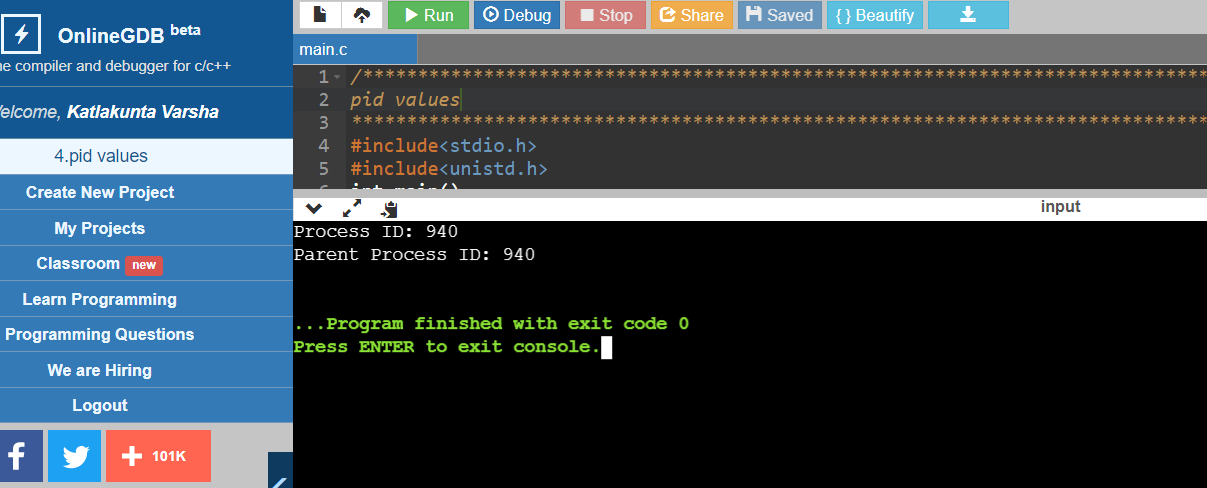 OnlineGDB beta
ne compiler and debugger for c/c++
elcome, Katlakunta Varsha
4.pid values
Create New Project
My Projects
Classroom new
Learn Programming
Programming Questions
We are Hiring
Logout
101K
Run Debug Stop Share Saved { } Beautify
main.c
1 /******************************************************************************
2 pid values
3 ******************************************************************************
4 #include<stdio.h>
5 #include<unistd.h>
6 int main()
input
Process ID: 940
Parent Process ID: 940
...Program finished with exit code 0
Press ENTER to exit console.